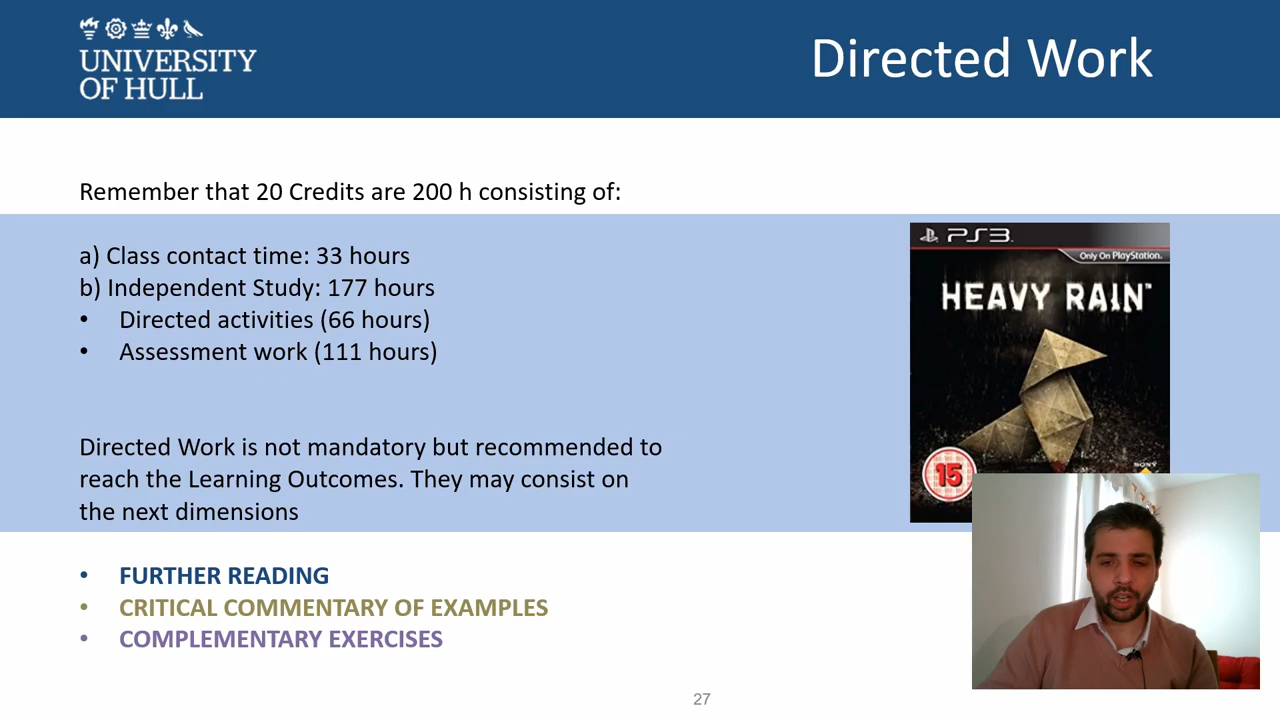 UNIVERSITY
OF HULL
Directed Work
Remember that 20 Credits are 200 h consisting of:
a) Class contact time: 33 hours
b) Independent Study: 177 hours
• Directed activities (66 hours)
• Assessment work (111 hours)
Directed Work is not mandatory but recommended to
reach the Learning Outcomes. They may consist on
the next dimensions
• FURTHER READING
• CRITICAL COMMENTARY OF EXAMPLES
• COMPLEMENTARY EXERCISES
PS3
Only On PlayStation.
HEAVY RAIN™
15
SONY
27